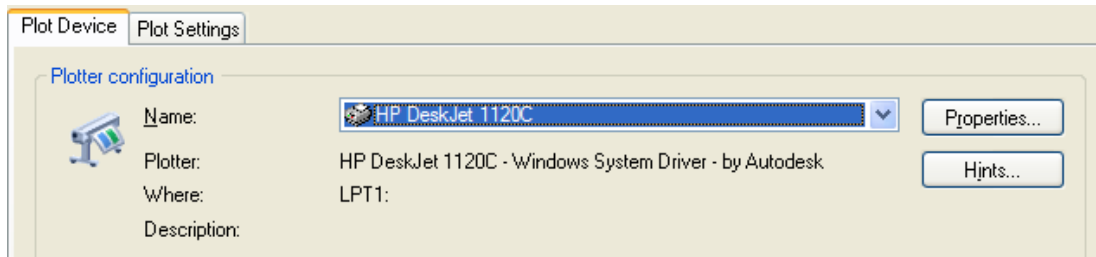 Plot Device Plot Settings
Plotter configuration
Name: HP DeskJet 1120C Properties...
Plotter: HP DeskJet 1120C - Windows System Driver - by Autodesk Hints...
Where: LPT1:
Description: